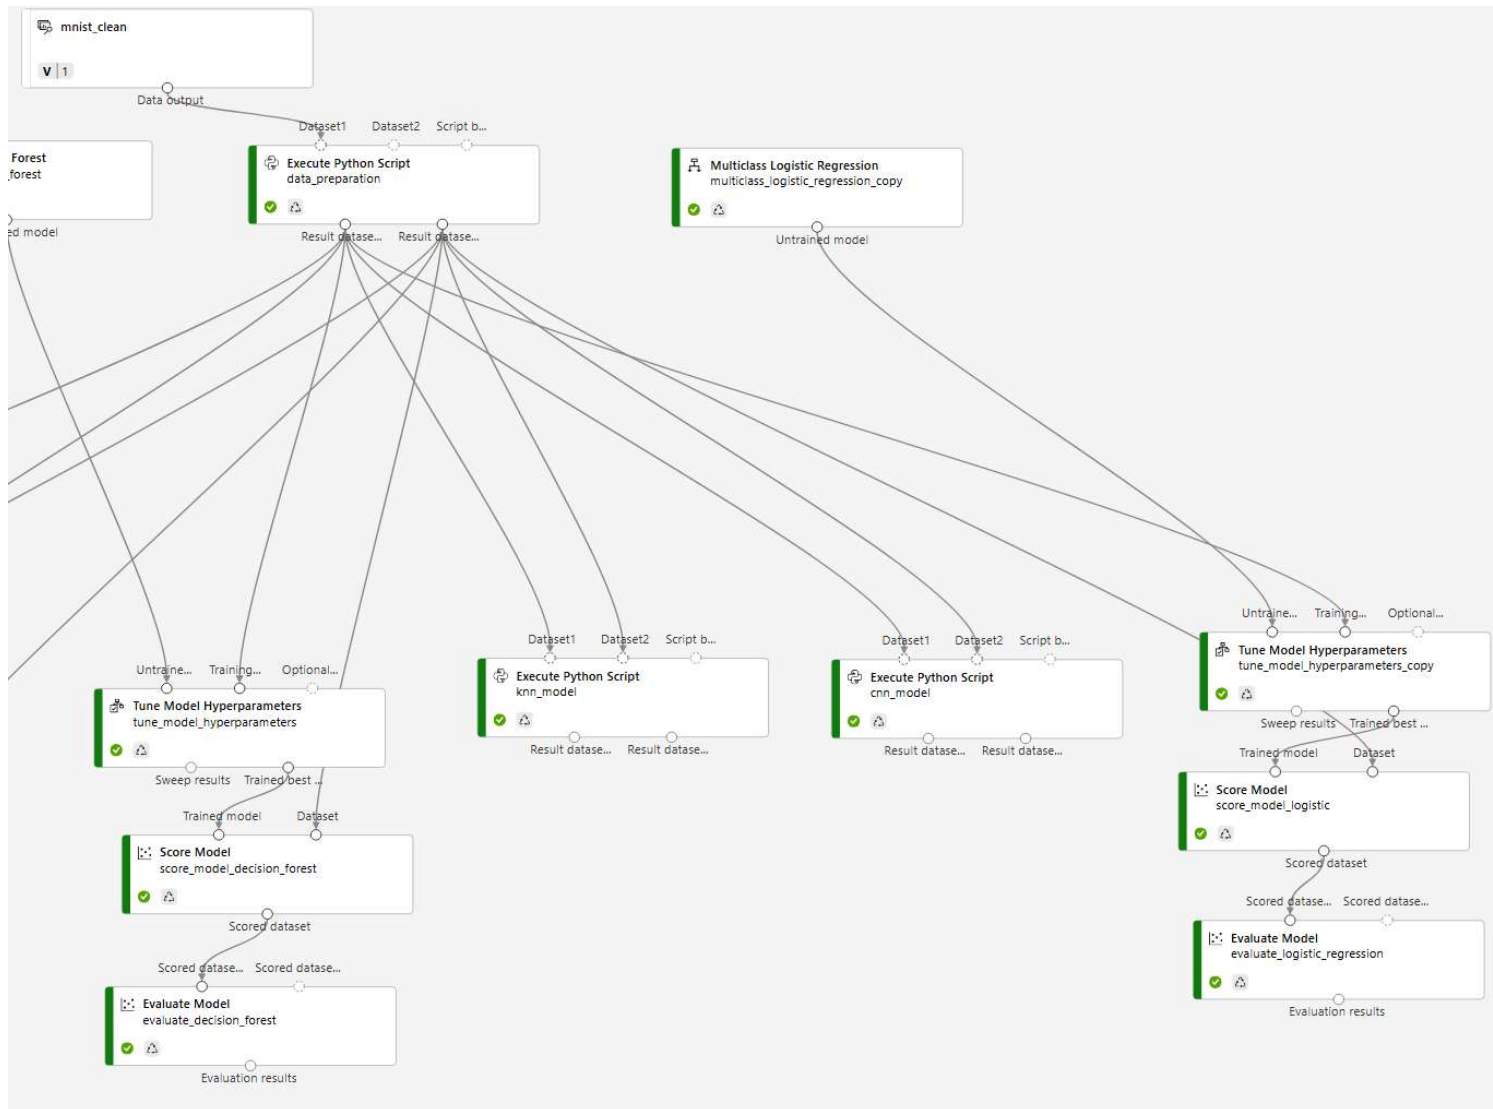 mnist_clean
V 1
Data output
Dataset1 Dataset2 Script b...
Forest
_forest
ed model
Execute Python Script
data_preparation
Result datase... Result datase...
Multiclass Logistic Regression
multiclass_logistic_regression_copy
Untrained model
Untraine... Training... Optional...
Tune Model Hyperparameters
tune_model_hyperparameters
Sweep results Trained best ...
Trained model Dataset
Score Model
score_model_decision_forest
Scored dataset
Scored datase... Scored datase...
Evaluate Model
evaluate_decision_forest
Evaluation results
Dataset1 Dataset2 Script b...
Execute Python Script
knn_model
Result datase... Result datase...
Dataset1 Dataset2 Script b...
Execute Python Script
cnn_model
Result datase... Result datase...
Untraine... Training... Optional...
Tune Model Hyperparameters
tune_model_hyperparameters_copy
Sweep results Trained best ...
Trained model Dataset
Score Model
score_model_logistic
Scored dataset
Scored datase... Scored datase...
Evaluate Model
evaluate_logistic_regression
Evaluation results